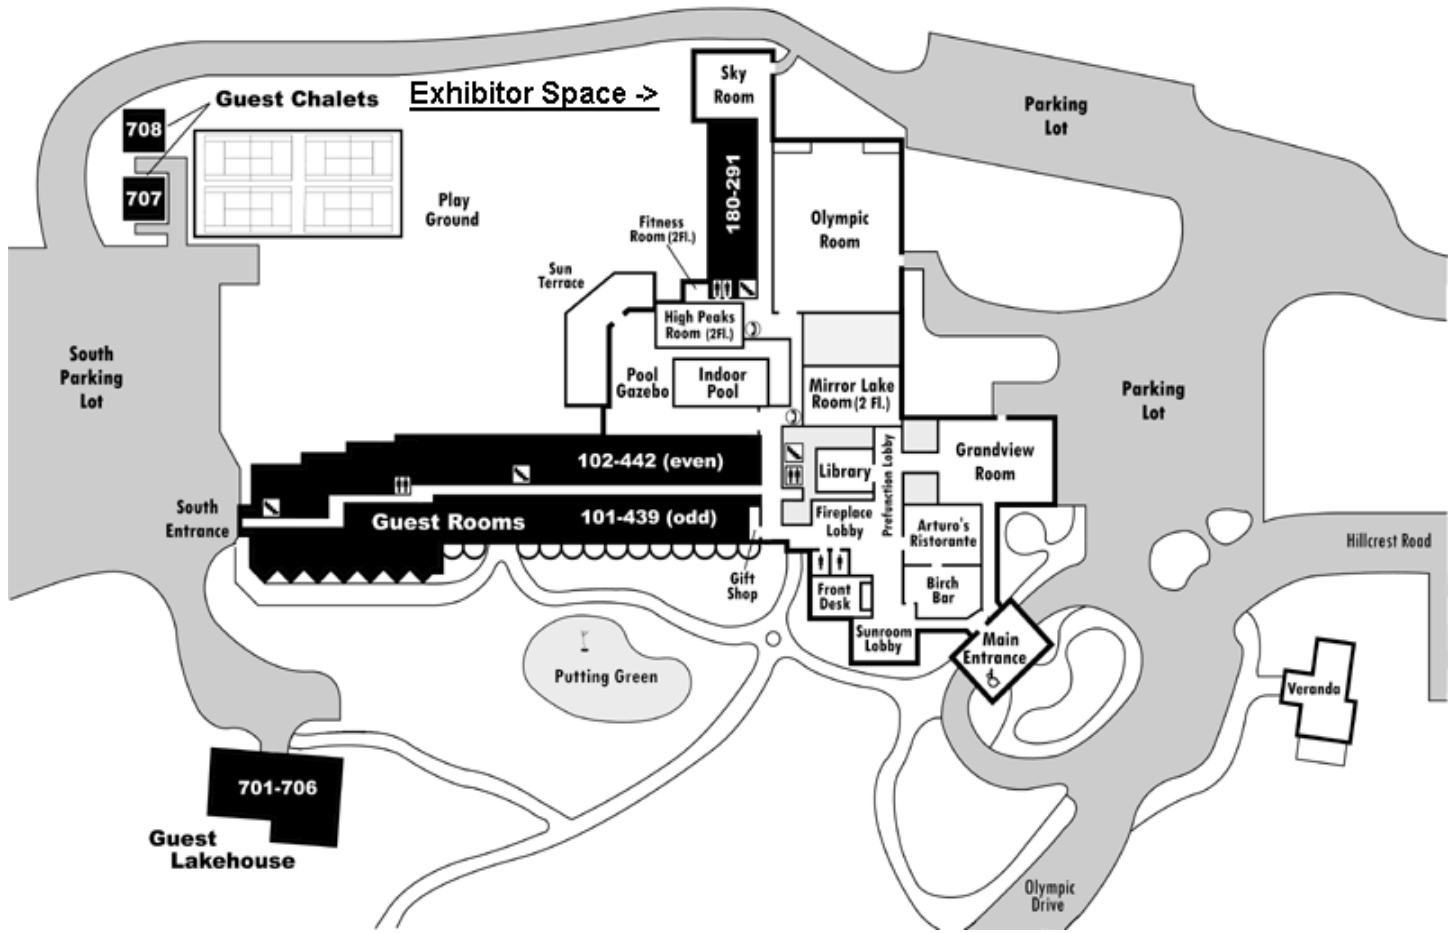 Exhibitor Space ->
Sky
Room
Guest Chalets
708
707
Parking
Lot
180-291
Play
Ground
Fitness
Room (2Fl.)
Olympic
Room
Sun
Terrace
High Peaks
Room (2Fl.)
South
Parking
Lot
Pool
Gazebo
Indoor
Pool
Mirror Lake
Room (2 Fl.)
Parking
Lot
102-442 (even)
Library
Prefunction Lobby
Grandview
Room
South
Entrance
Guest Rooms
101-439 (odd)
Fireplace
Lobby
Arturo's
Ristorante
Hillcrest Road
Gift
Shop
Front
Desk
Birch
Bar
Sunroom
Lobby
Main
Entrance
Putting Green
Veranda
701-706
Guest
Lakehouse
Olympic
Drive